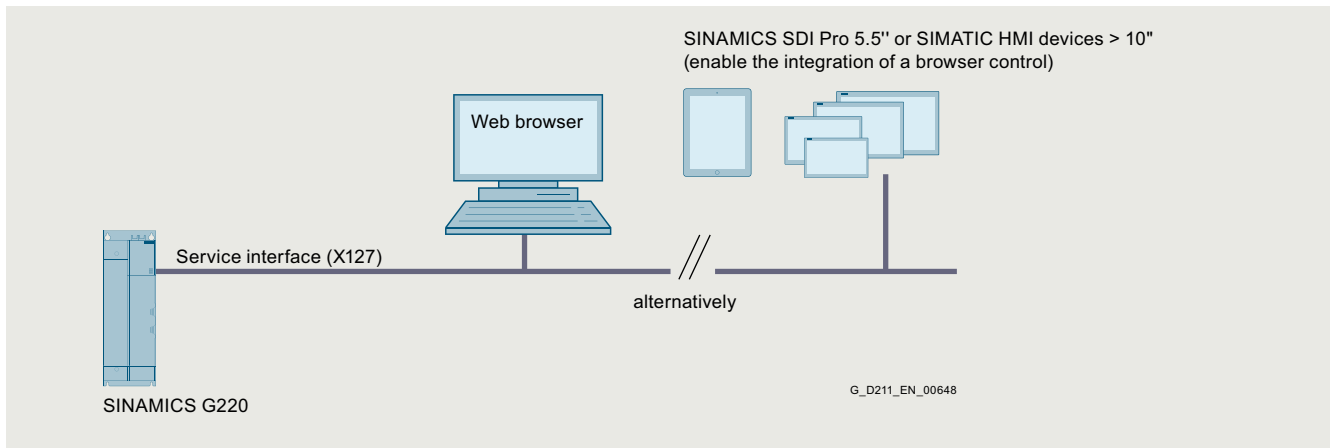 SINAMICS SDI Pro 5.5'' or SIMATIC HMI devices > 10"
(enable the integration of a browser control)
Web browser
Service interface (X127)
alternatively
G_D211_EN_00648
SINAMICS G220